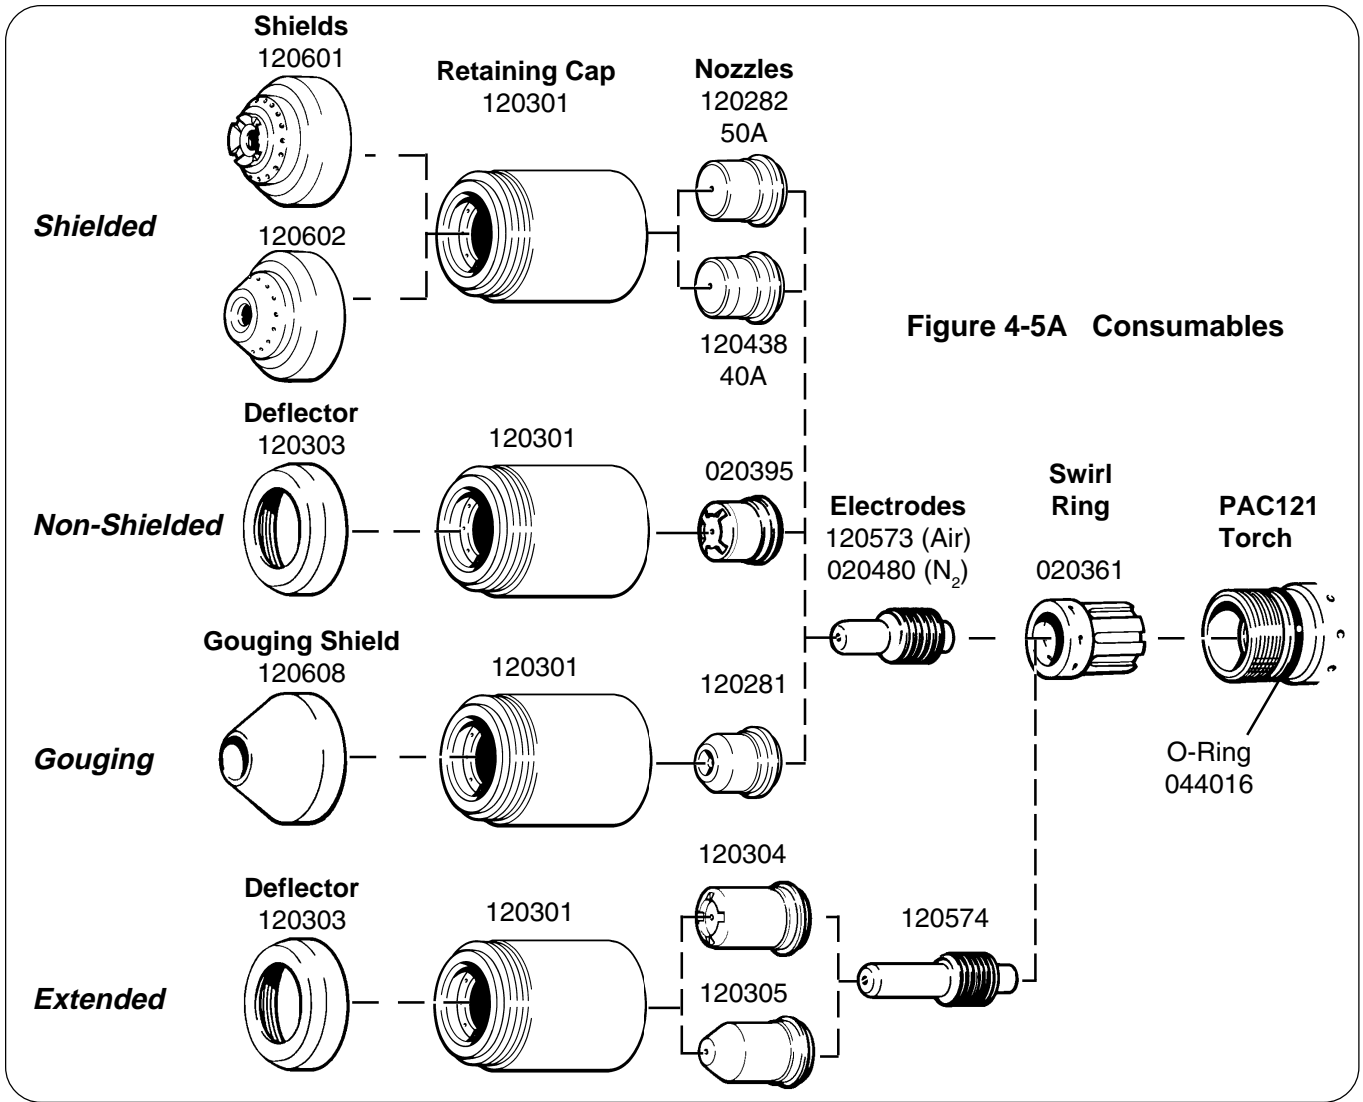 Shields
120601
Retaining Cap
120301
Nozzles
120282
50A
Shielded
120602
120438
40A
Figure 4-5A Consumables
Deflector
120303
120301
020395
Non-Shielded
Electrodes
120573 (Air)
020480 (N2)
Swirl
Ring
020361
PAC121
Torch
Gouging Shield
120608
120301
120281
Gouging
O-Ring
044016
Deflector
120303
120301
120304
120574
120305
Extended